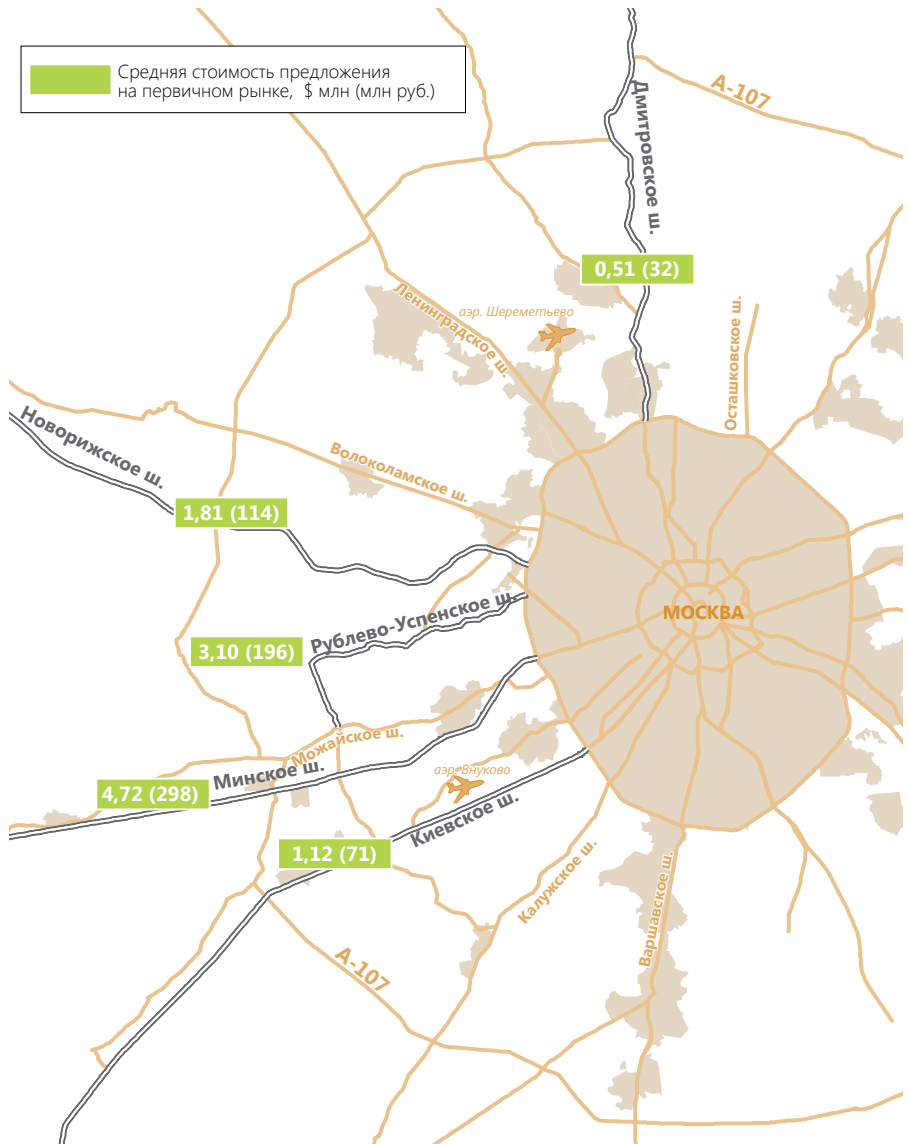 Средняя стоимость предложения
на первичном рынке, $ млн (млн руб.)
А-107
Дмитровское ш.
0,51 (32)
Ленинградское ш.
аэр. Шереметьево
Осташковское ш.
Новорижское ш.
Волоколамское ш.
1,81 (114)
Рублево-Успенское ш.
МОСКВА
3,10 (196)
Можайское ш.
Минское ш.
аэр. Внуково
4,72 (298)
Киевское ш.
1,12 (71)
Калужское ш.
Варшавское ш.
А-107